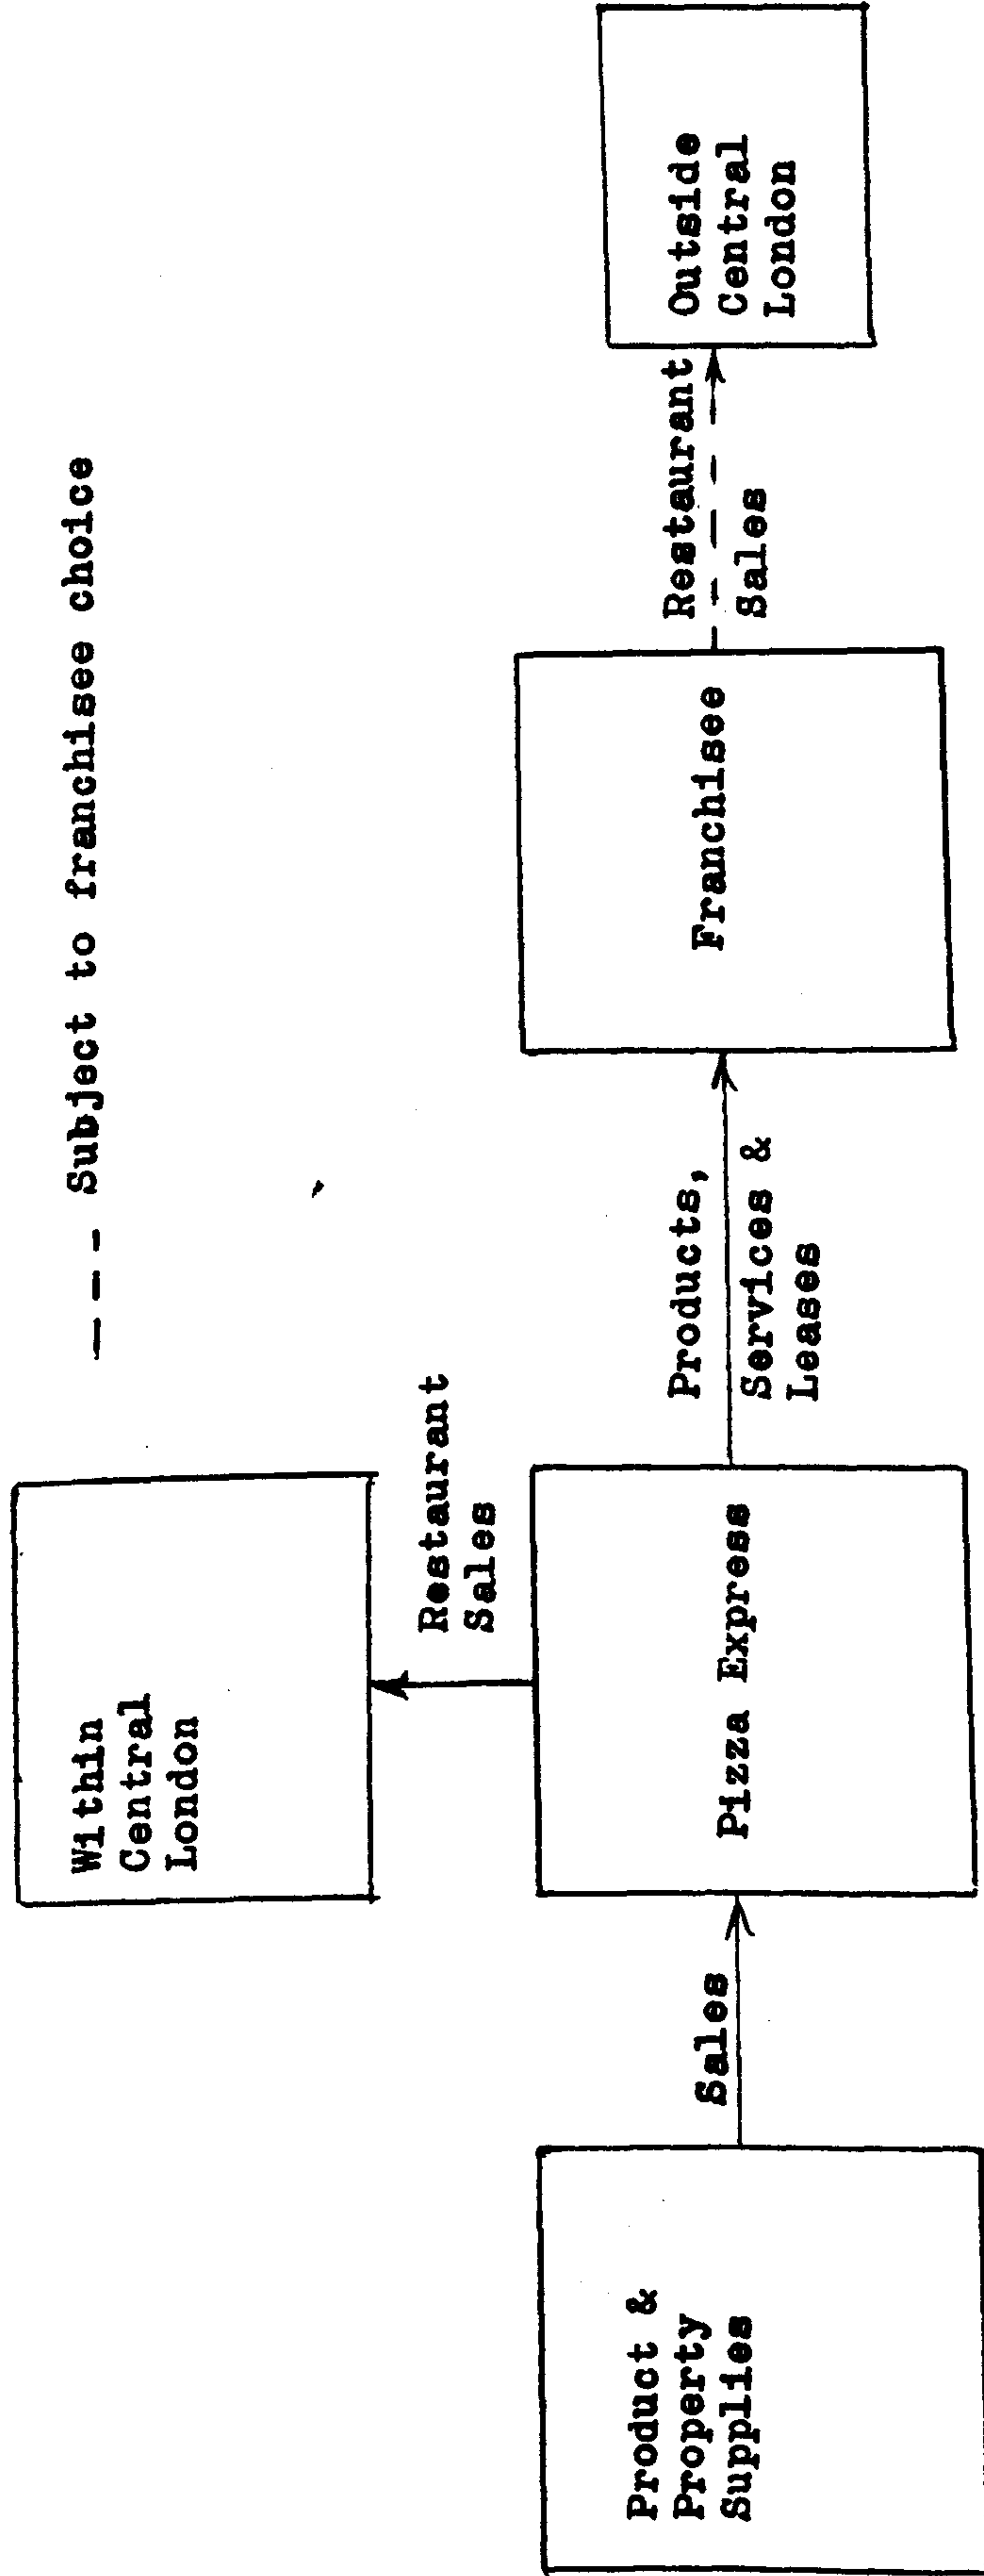 --- Subject to franchisee choice
Within
Central
London
Restaurant
Sales
Product &
Property
Supplies
Sales
Pizza Express
Products,
Services &
Leases
Franchisee
Restaurant
Sales
Outside
Central
London